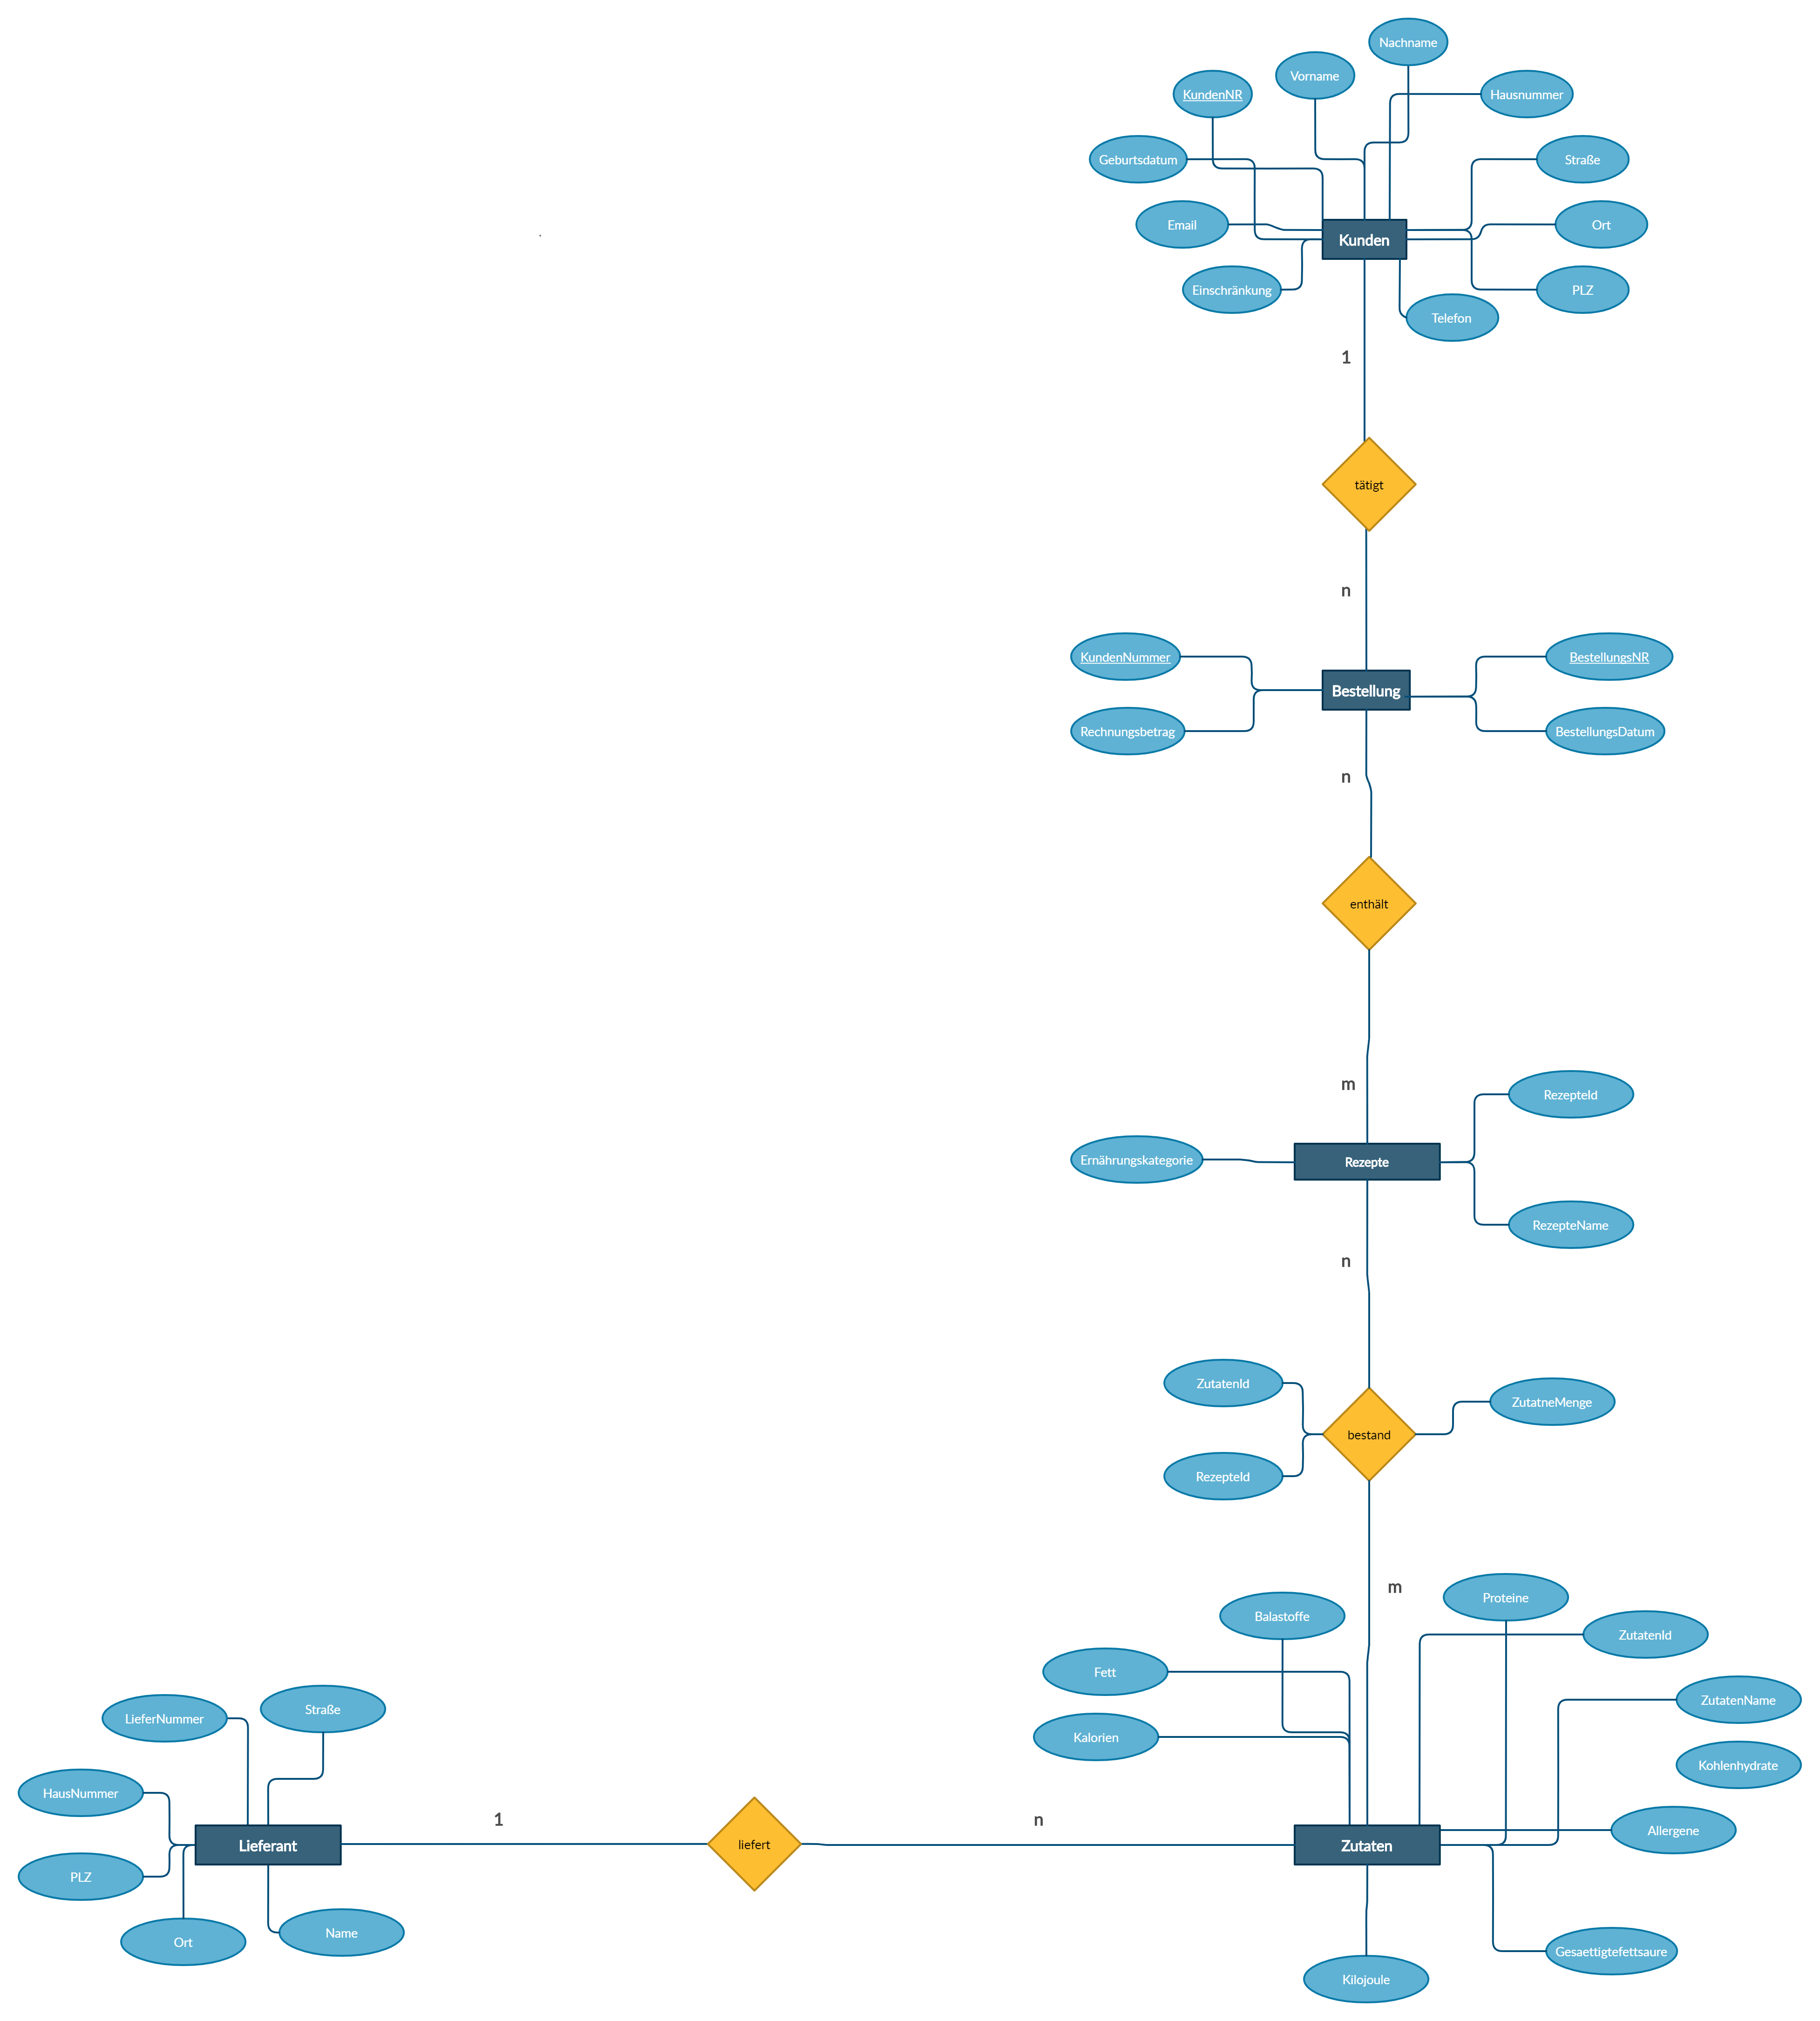 Nachname
Vorname
KundenNR
Hausnummer
Geburtsdatum
Straße
Email
Ort
Kunden
Einschränkung
PLZ
Telefon
1
tätigt
n
KundenNummer
BestellungsNR
Bestellung
Rechnungsbetrag
BestellungsDatum
n
enthält
m
RezepteId
Ernährungskategorie
Rezepte
RezepteName
n
ZutatenId
ZutatneMenge
bestand
RezepteId
m
Proteine
Balastoffe
ZutatenId
Fett
ZutatenName
Straße
LieferNummer
Kalorien
Kohlenhydrate
HausNummer
1
n
Allergene
Lieferant
liefert
Zutaten
PLZ
Name
Ort
Gesaettigtefettsaure
Kilojoule